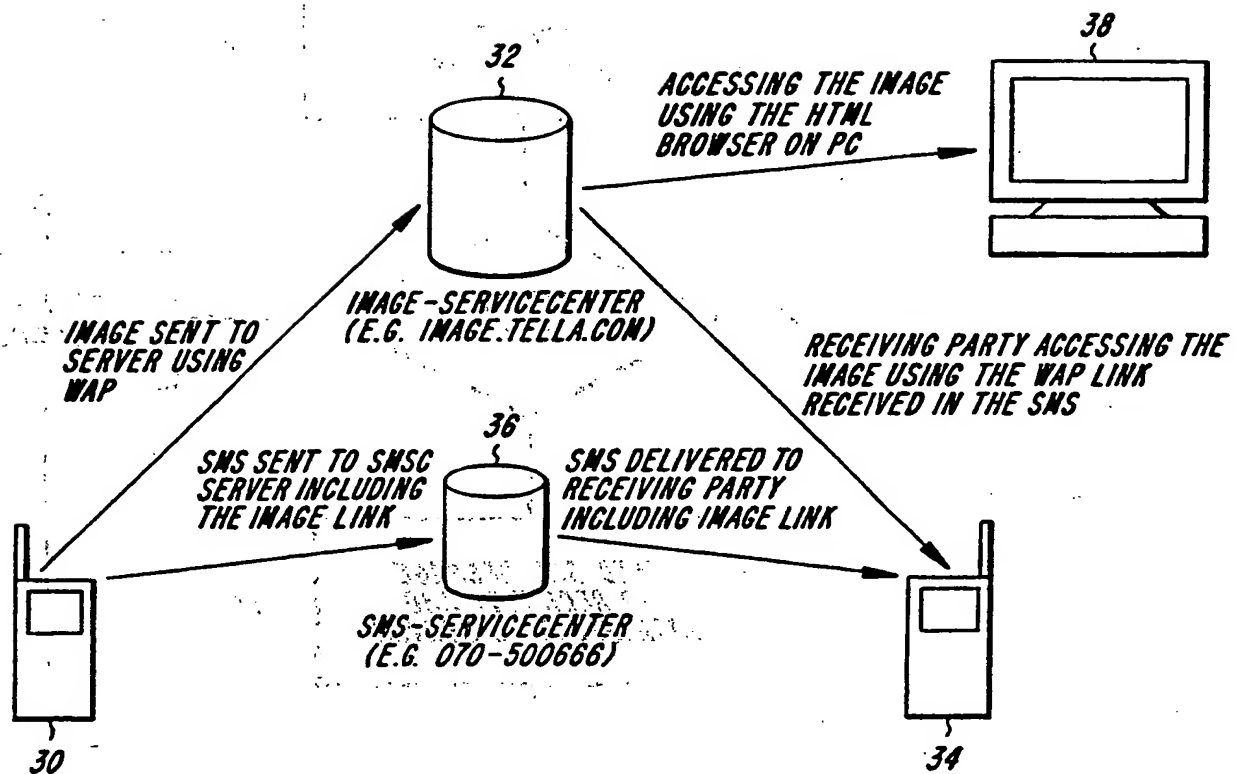 32
38
ACCESSING THE IMAGE
USING THE HTML
BROWSER ON PC
IMAGE-SERVICECENTER
(E.G. IMAGE.TELLA.COM)
IMAGE SENT TO
SERVER USING
WAP
RECEIVING PARTY ACCESSING THE
IMAGE USING THE WAP LINK
RECEIVED IN THE SMS
36
SMS SENT TO SMSC
SERVER INCLUDING
THE IMAGE LINK
SMS DELIVERED TO
RECEIVING PARTY
INCLUDING IMAGE LINK
SMS-SERVICECENTER
(E.G. 070-500666)
30
34